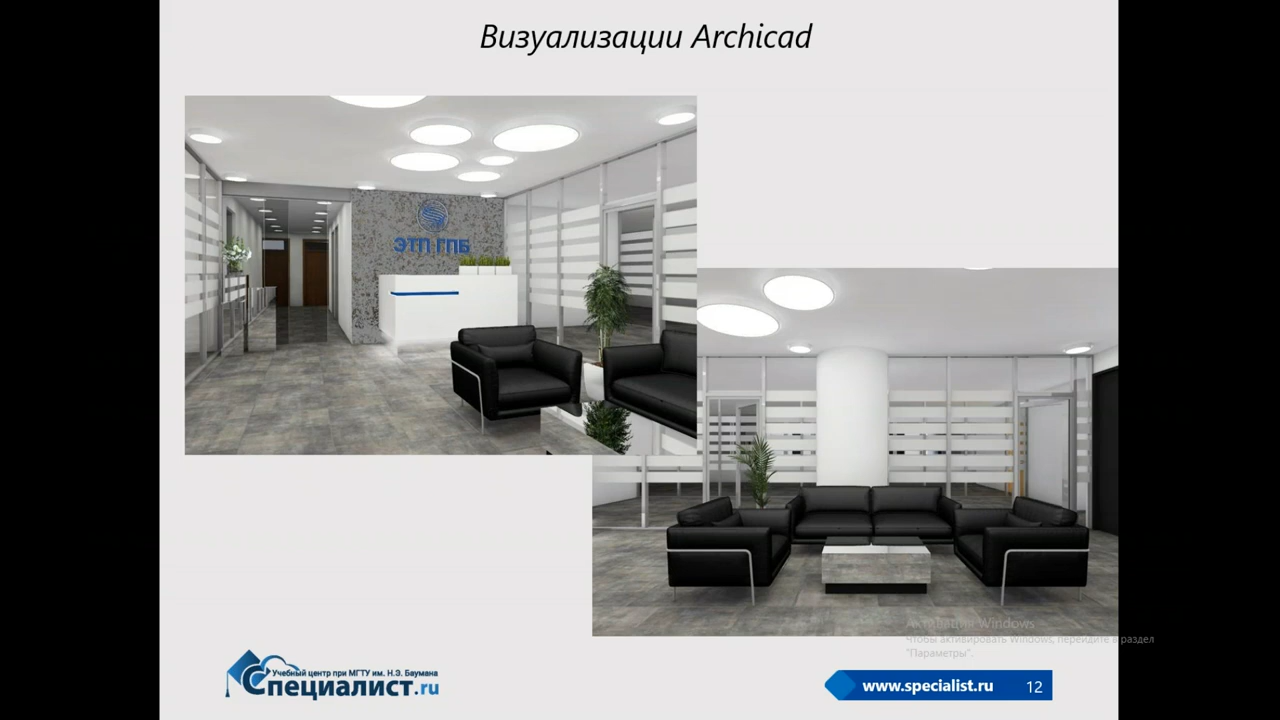 Визуализации Archicad
ЭТП ГПБ
Активация Windows
Чтобы активировать Windows, перейдите в раздел
"Параметры".
Учебный центр при МГТУ им. Н.Э. Баумана
Специалист.ru
www.specialist.ru
12